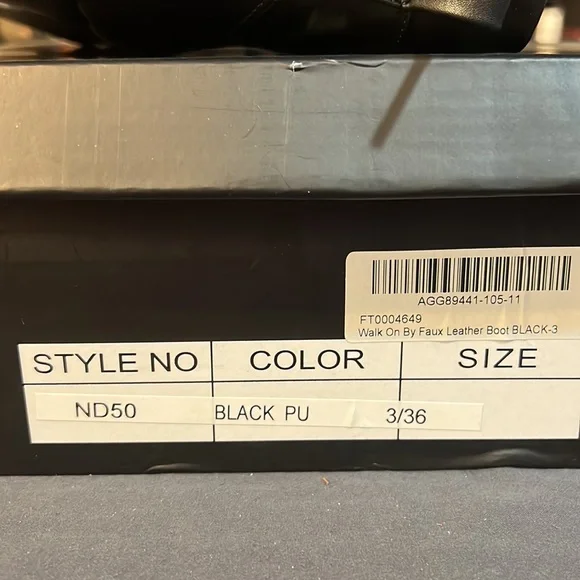 AGG89441-105-11
FT0004649
Walk On By Faux Leather Boot BLACK-3
STYLE NO COLOR SIZE
ND50 BLACK PU 3/36